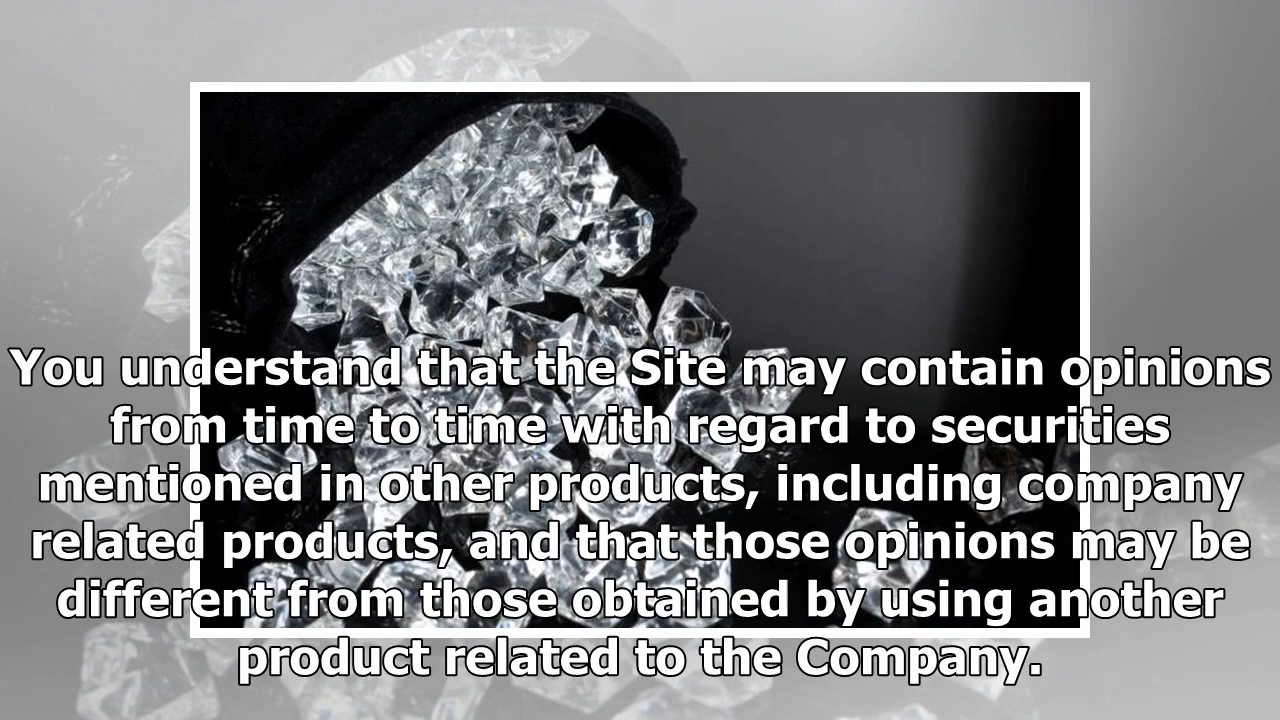 You understand that the Site may contain opinions
from time to time with regard to securities
mentioned in other products, including company
related products, and that those opinions may be
different from those obtained by using another
product related to the Company.